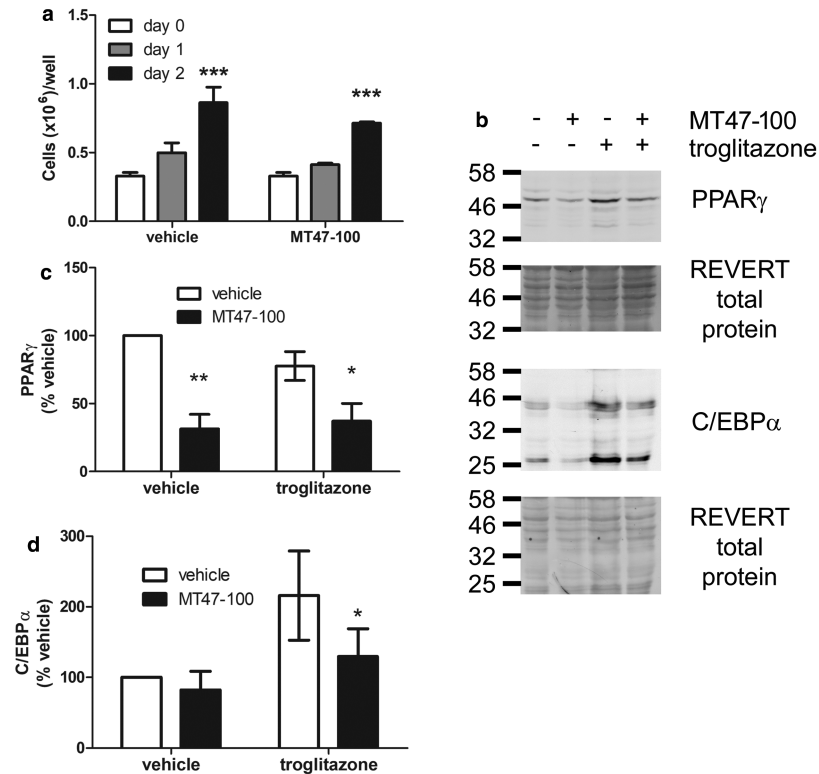 a
1.5
1.0
0.5
0.0
Cells (x10⁶)/well
day 0
day 1
day 2
***
***
vehicle
MT47-100
b
- + - + MT47-100
- - + + troglitazone
58
46
32
PPARγ
58
46
32
REVERT
total
protein
58
46
32
25
C/EBPα
58
46
32
25
REVERT
total
protein
c
150
100
50
0
PPARγ
(% vehicle)
vehicle
MT47-100
**
*
vehicle
troglitazone
d
300
200
100
0
C/EBPα
(% vehicle)
vehicle
MT47-100
*
vehicle
troglitazone